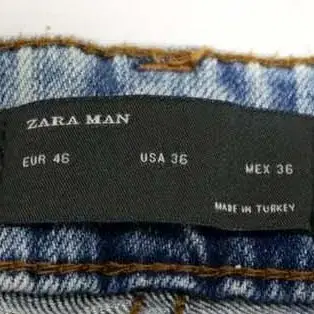 ZARA MAN
EUR 46 USA 36 MEX 36
MADE IN TURKEY